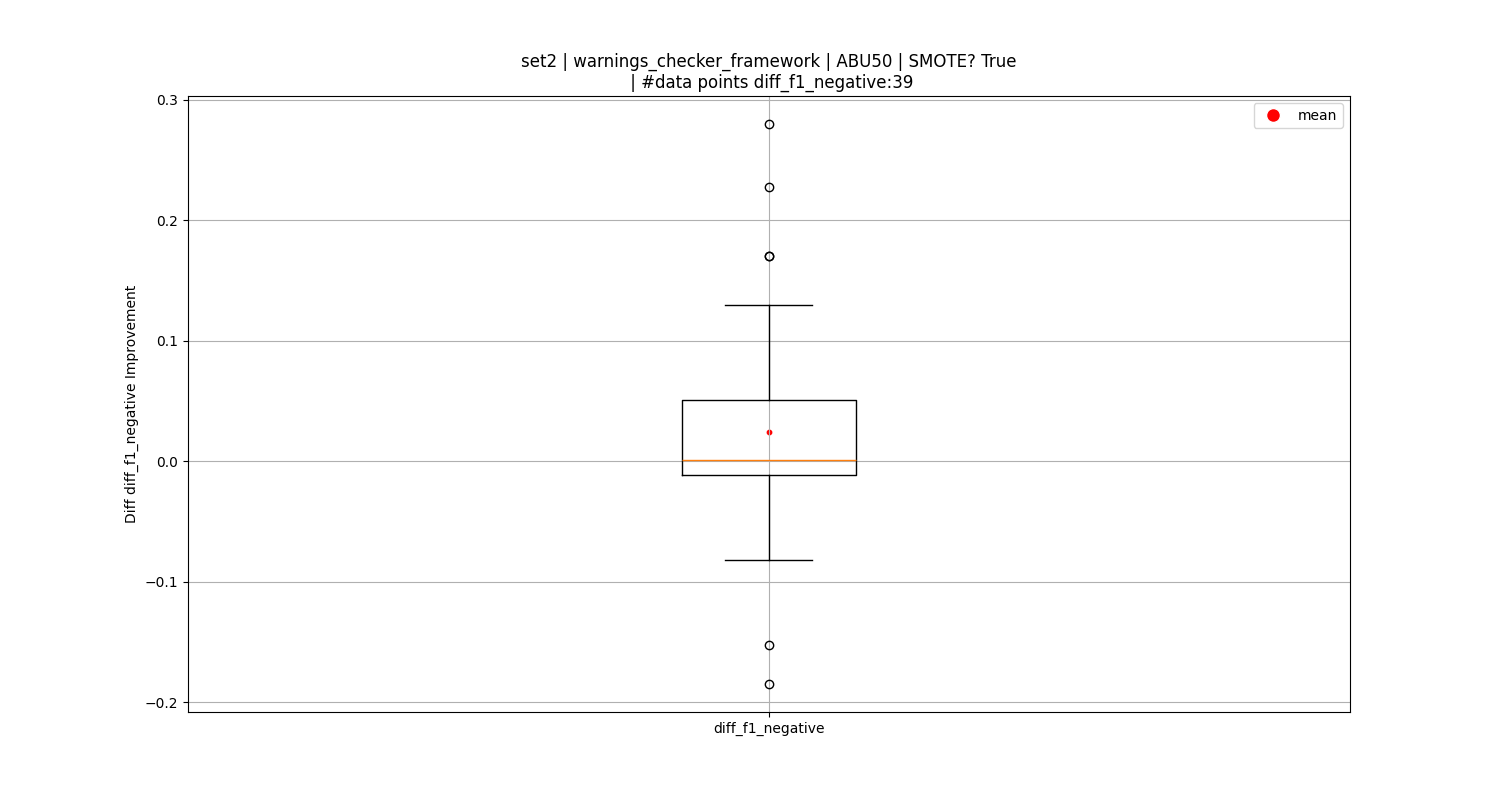 set2 | warnings_checker_framework | ABU50 | SMOTE? True
| #data points diff_f1_negative:39
mean
0.3
0.2
0.1
0.0
−0.1
−0.2
Diff diff_f1_negative Improvement
diff_f1_negative